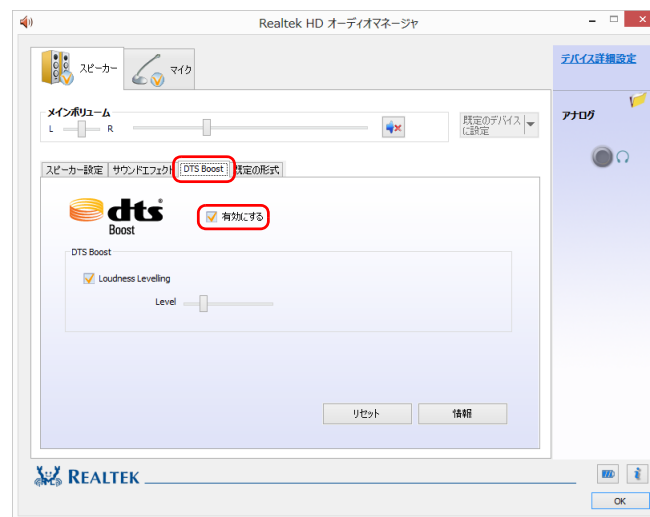 Realtek HD オーディオマネージャ
スピーカー
マイク
デバイス詳細設定
メインボリューム
L
R
既定のデバイス
に設定
アナログ
スピーカー設定
サウンドエフェクト
DTS Boost
既定の形式
dts
Boost
有効にする
DTS Boost
Loudness Levelling
Level
リセット
情報
REALTEK
OK